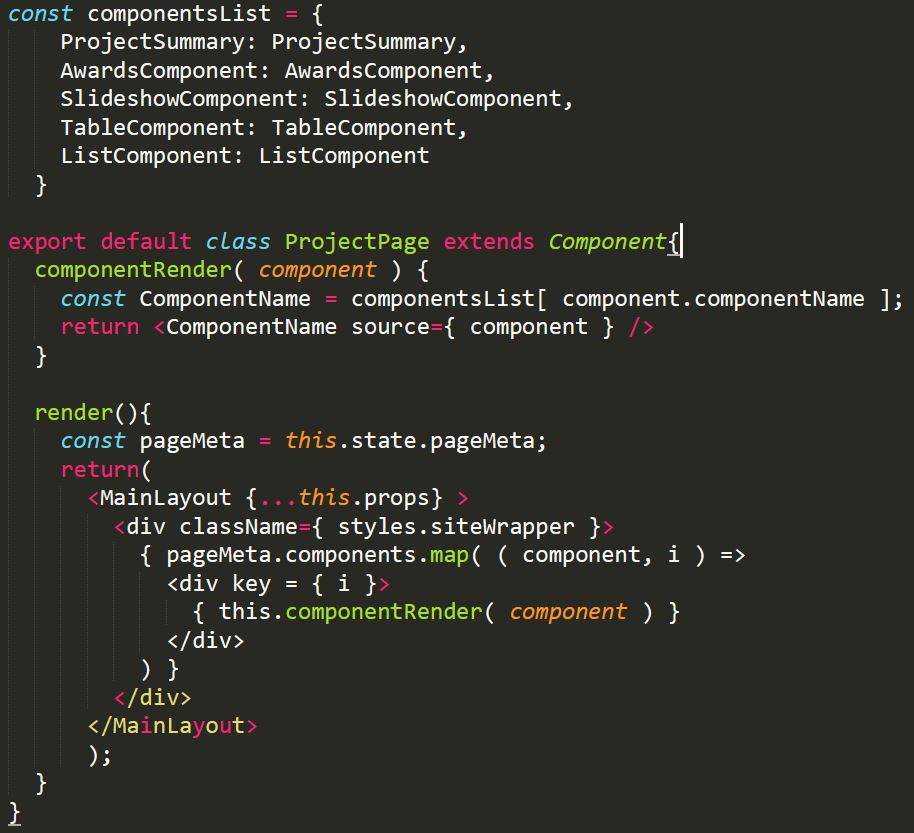 const componentsList = {
    ProjectSummary: ProjectSummary,
    AwardsComponent: AwardsComponent,
    SlideshowComponent: SlideshowComponent,
    TableComponent: TableComponent,
    ListComponent: ListComponent
  }

export default class ProjectPage extends Component{
  componentRender( component ) {
    const ComponentName = componentsList[ component.componentName ];
    return <ComponentName source={ component } />
  }

  render(){
    const pageMeta = this.state.pageMeta;
    return(
      <MainLayout {...this.props} >
        <div className={ styles.siteWrapper }>
          { pageMeta.components.map( ( component, i ) =>
            <div key = { i }>
              { this.componentRender( component ) }
            </div>
          ) }
        </div>
      </MainLayout>
      );
  }
}